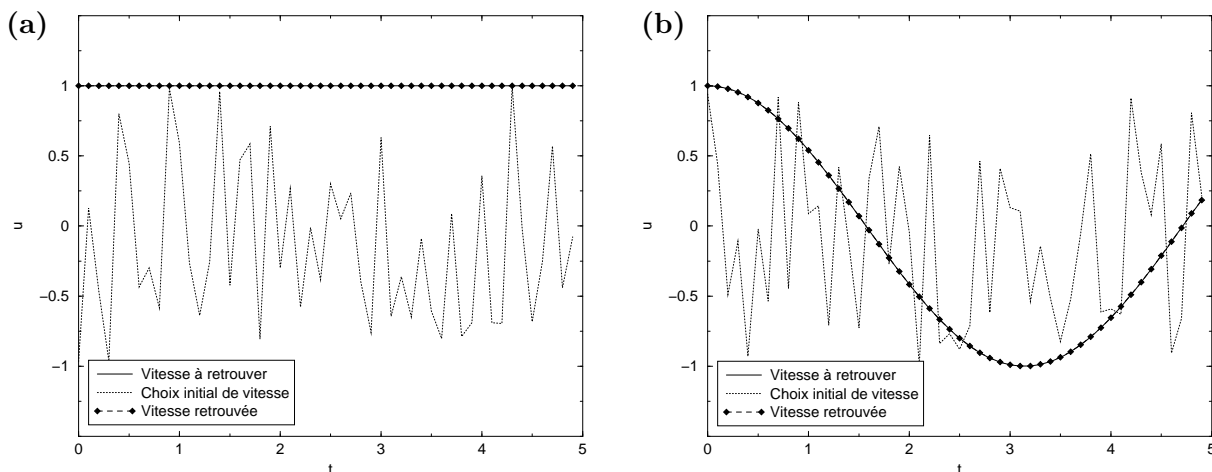 (a)
1
0.5
0
−0.5
−1
u
Vitesse à retrouver
Choix initial de vitesse
Vitesse retrouvée
0
1
2
3
4
5
t
(b)
1
0.5
0
−0.5
−1
u
Vitesse à retrouver
Choix initial de vitesse
Vitesse retrouvée
0
1
2
3
4
5
t